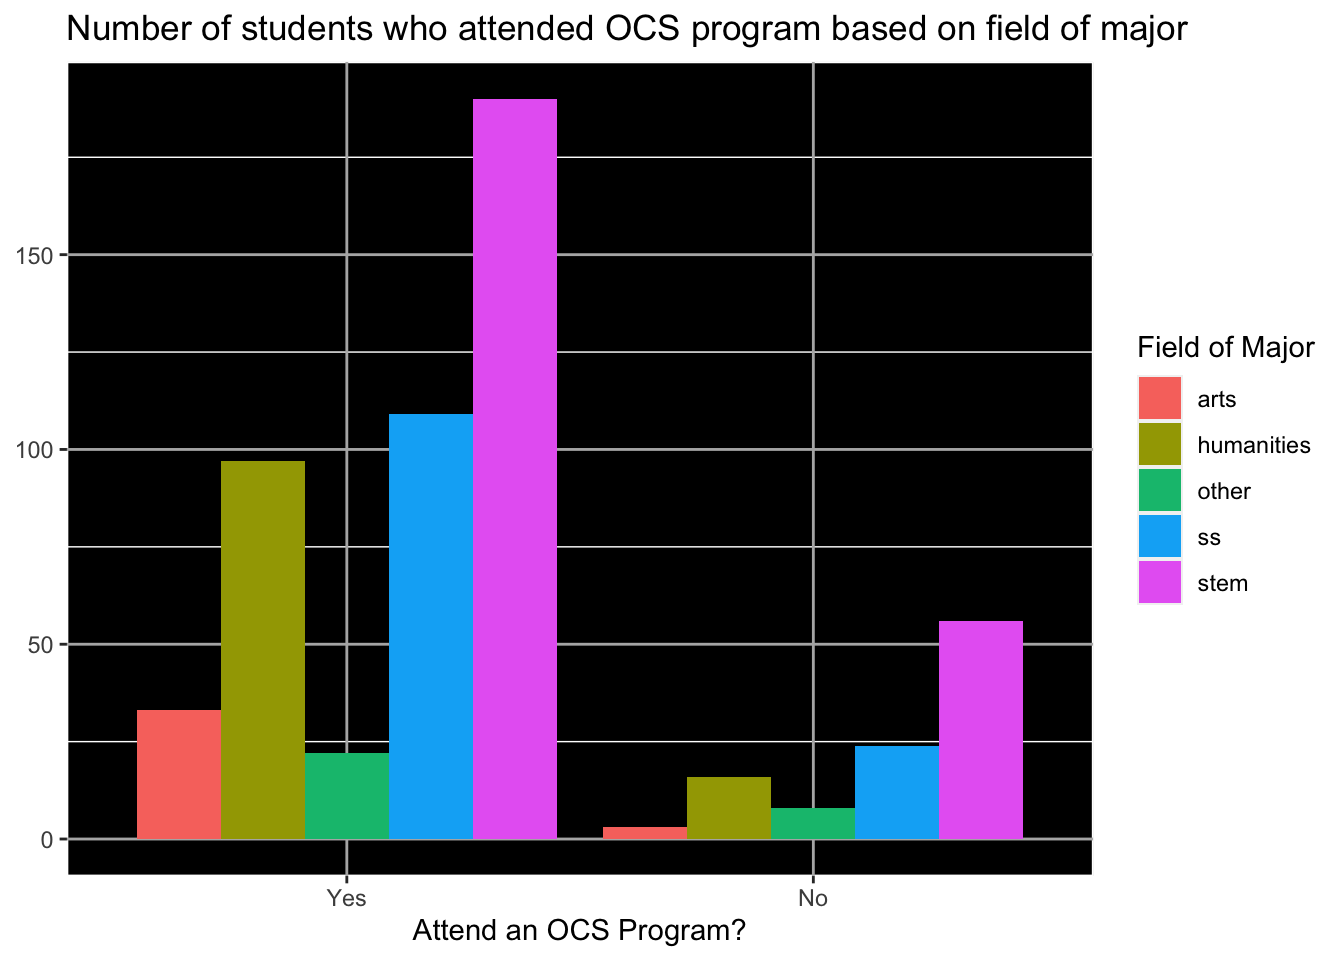 Number of students who attended OCS program based on field of major
150
100
50
0
Yes
No
Attend an OCS Program?
Field of Major
arts
humanities
other
ss
stem